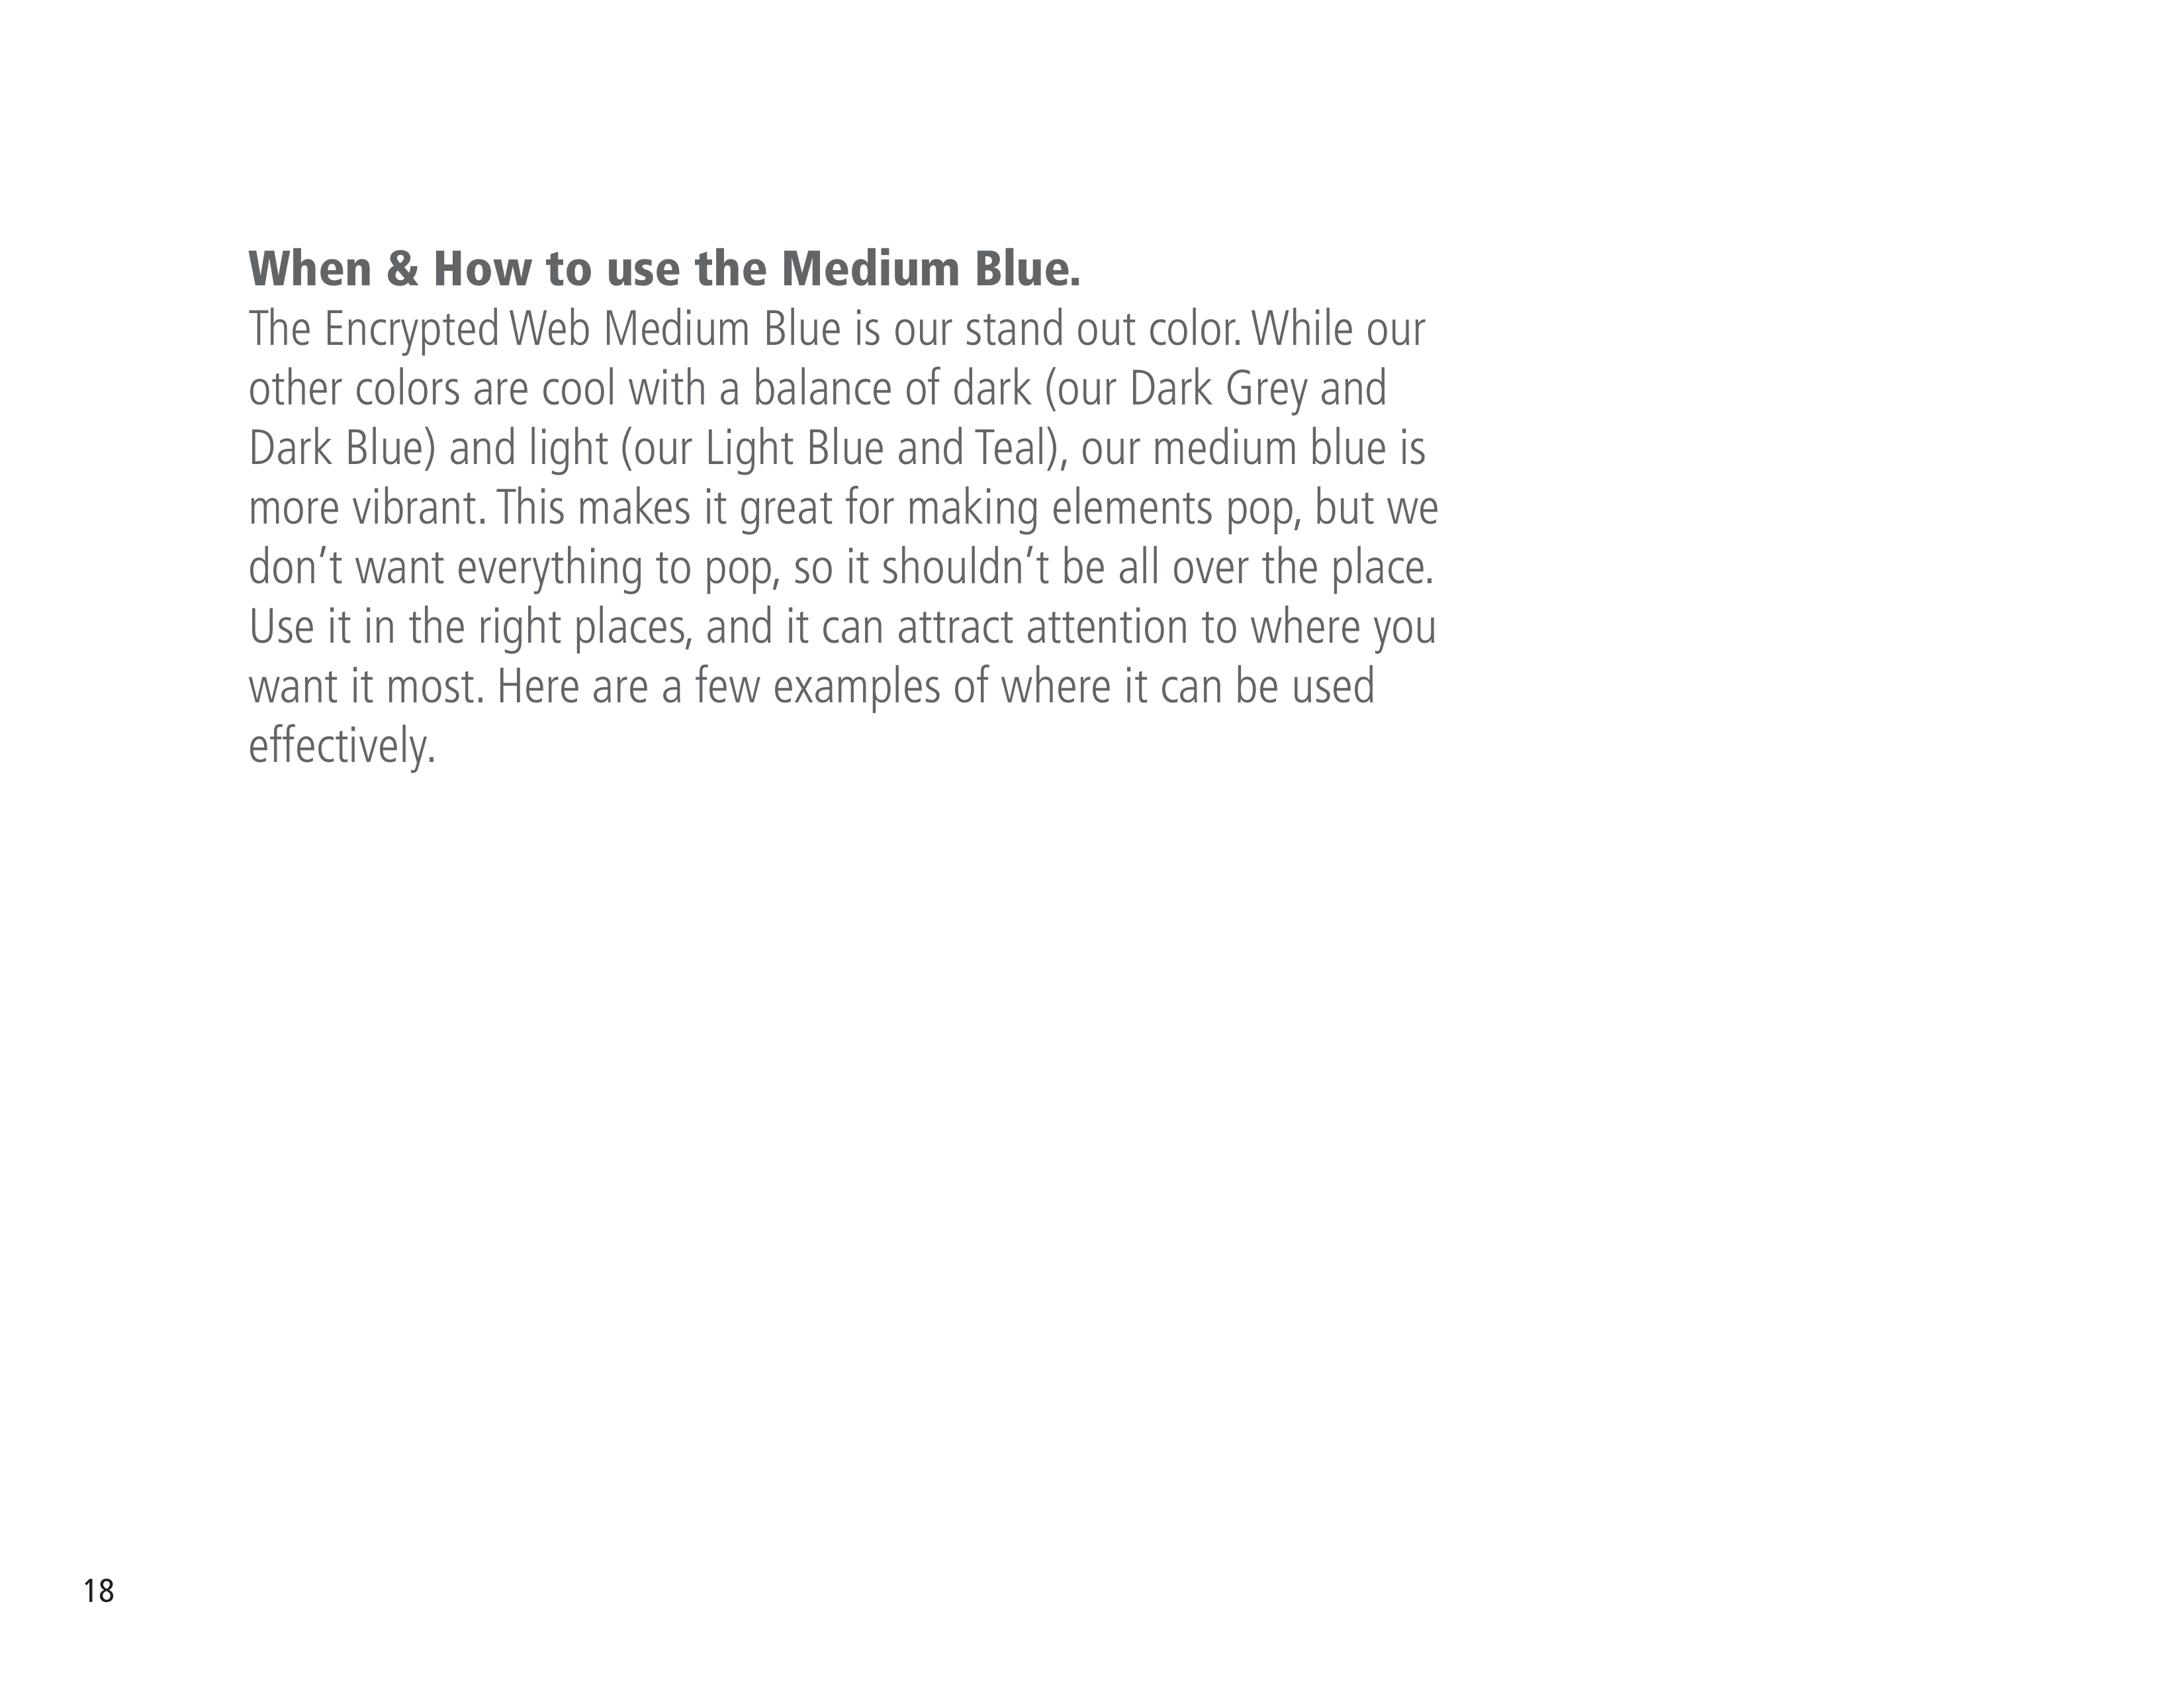 When & How to use the Medium Blue.
The Encrypted Web Medium Blue is our stand out color. While our
other colors are cool with a balance of dark (our Dark Grey and
Dark Blue) and light (our Light Blue and Teal), our medium blue is
more vibrant. This makes it great for making elements pop, but we
don’t want everything to pop, so it shouldn’t be all over the place.
Use it in the right places, and it can attract attention to where you
want it most. Here are a few examples of where it can be used
effectively.
18